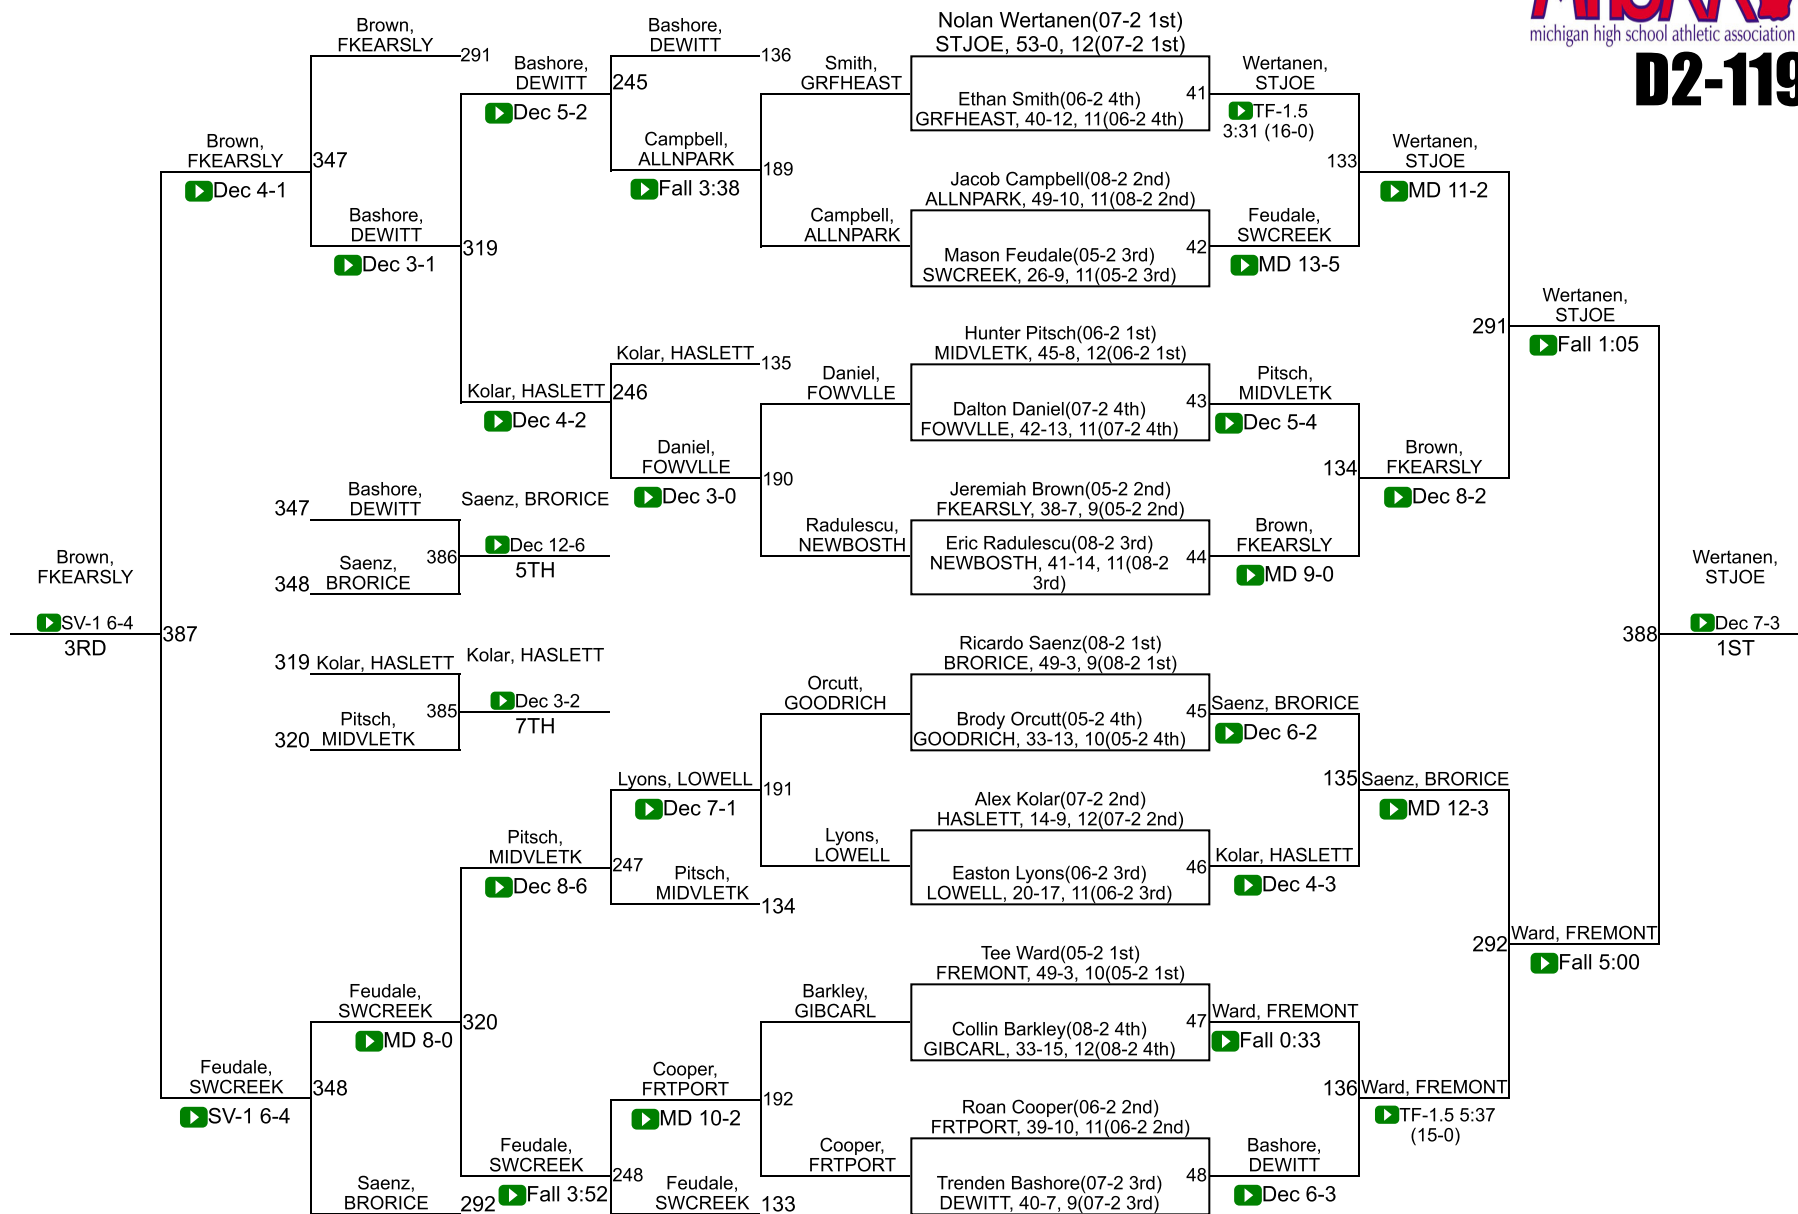 MHSAA
michigan high school athletic association
D2-119
Brown,
FKEARSLY
291
Bashore,
DEWITT
Dec 5-2
245
Bashore,
DEWITT
136
Campbell,
ALLNPARK
Fall 3:38
189
Smith,
GRFHEAST
Campbell,
ALLNPARK
Nolan Wertanen(07-2 1st)
STJOE, 53-0, 12(07-2 1st)
Ethan Smith(06-2 4th)
GRFHEAST, 40-12, 11(06-2 4th)
41
Wertanen,
STJOE
TF-1.5
3:31 (16-0)
Jacob Campbell(08-2 2nd)
ALLNPARK, 49-10, 11(08-2 2nd)
Mason Feudale(05-2 3rd)
SWCREEK, 26-9, 11(05-2 3rd)
42
Feudale,
SWCREEK
MD 13-5
133
Wertanen,
STJOE
MD 11-2
Brown,
FKEARSLY
Dec 4-1
347
Bashore,
DEWITT
Dec 3-1
319
Kolar, HASLETT
Dec 4-2
246
Kolar, HASLETT
135
Daniel,
FOWVLLE
Dec 3-0
190
Daniel,
FOWVLLE
Radulescu,
NEWBOSTH
Hunter Pitsch(06-2 1st)
MIDVLETK, 45-8, 12(06-2 1st)
Dalton Daniel(07-2 4th)
FOWVLLE, 42-13, 11(07-2 4th)
43
Pitsch,
MIDVLETK
Dec 5-4
Jeremiah Brown(05-2 2nd)
FKEARSLY, 38-7, 9(05-2 2nd)
Eric Radulescu(08-2 3rd)
NEWBOSTH, 41-14, 11(08-2
3rd)
44
Brown,
FKEARSLY
MD 9-0
134
Brown,
FKEARSLY
Dec 8-2
291
Wertanen,
STJOE
Fall 1:05
347
Bashore,
DEWITT
348
Saenz,
BRORICE
386
Saenz, BRORICE
Dec 12-6
5TH
Brown,
FKEARSLY
SV-1 6-4
3RD
387
319
Kolar, HASLETT
320
Pitsch,
MIDVLETK
385
Kolar, HASLETT
Dec 3-2
7TH
388
Wertanen,
STJOE
Dec 7-3
1ST
Orcutt,
GOODRICH
Lyons, LOWELL
Dec 7-1
191
Lyons,
LOWELL
Ricardo Saenz(08-2 1st)
BRORICE, 49-3, 9(08-2 1st)
Brody Orcutt(05-2 4th)
GOODRICH, 33-13, 10(05-2 4th)
45
Saenz, BRORICE
Dec 6-2
Alex Kolar(07-2 2nd)
HASLETT, 14-9, 12(07-2 2nd)
Easton Lyons(06-2 3rd)
LOWELL, 20-17, 11(06-2 3rd)
46
Kolar, HASLETT
Dec 4-3
135
Saenz, BRORICE
MD 12-3
Pitsch,
MIDVLETK
Dec 8-6
247
Pitsch,
MIDVLETK
134
Feudale,
SWCREEK
MD 8-0
320
Barkley,
GIBCARL
Cooper,
FRTPORT
MD 10-2
192
Cooper,
FRTPORT
Tee Ward(05-2 1st)
FREMONT, 49-3, 10(05-2 1st)
Collin Barkley(08-2 4th)
GIBCARL, 33-15, 12(08-2 4th)
47
Ward, FREMONT
Fall 0:33
Roan Cooper(06-2 2nd)
FRTPORT, 39-10, 11(06-2 2nd)
Trenden Bashore(07-2 3rd)
DEWITT, 40-7, 9(07-2 3rd)
48
Bashore,
DEWITT
Dec 6-3
136
Ward, FREMONT
TF-1.5 5:37
(15-0)
292
Ward, FREMONT
Fall 5:00
Feudale,
SWCREEK
SV-1 6-4
348
Saenz,
BRORICE
292
Feudale,
SWCREEK
Fall 3:52
248
Feudale,
SWCREEK
133